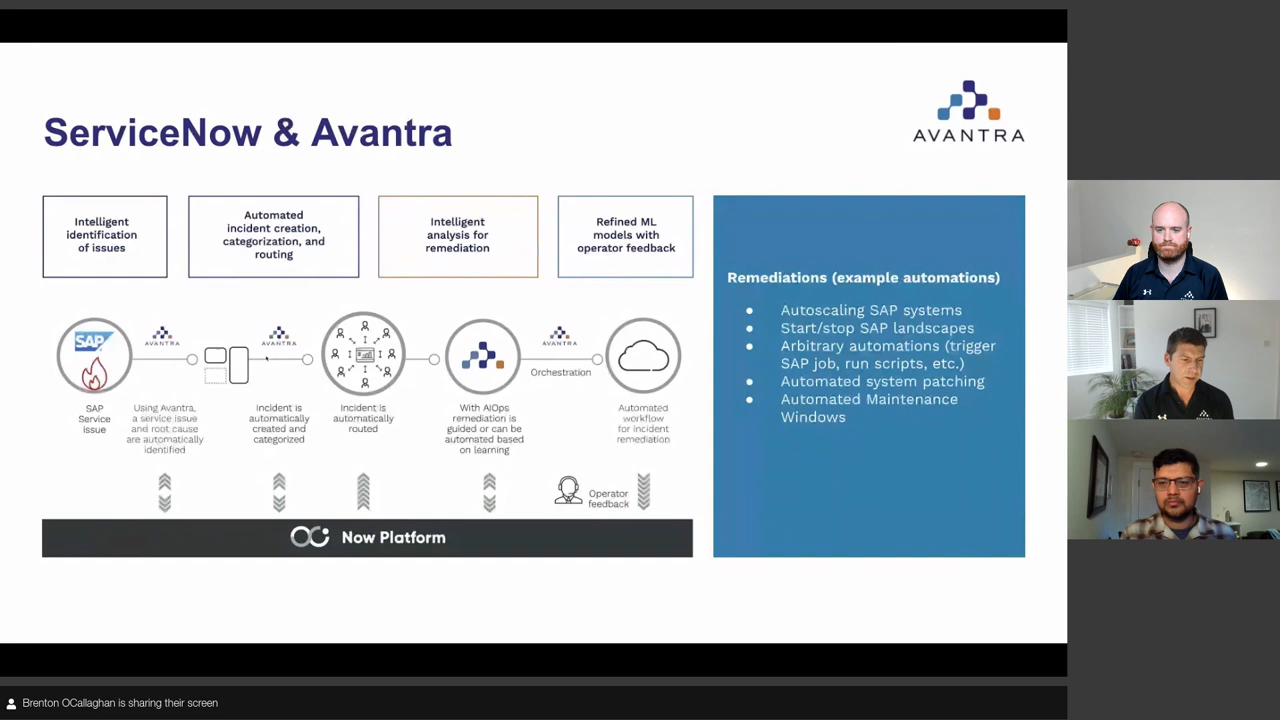 ServiceNow & Avantra
AVANTRA
Intelligent
identification
of issues
Automated
incident creation,
categorization, and
routing
Intelligent
analysis for
remediation
Refined ML
models with
operator feedback
SAP
AVANTRA
AVANTRA
AVANTRA
Orchestration
SAP
Service
issue
Using Avantra,
a service issue
and root cause
are automatically
identified
Incident is
automatically
created and
categorized
Incident is
automatically
routed
With AIOps
remediation is
guided or can be
automated based
on learning
Automated
workflow
for incident
remediation
Operator
feedback
Now Platform
Remediations (example automations)
● Autoscaling SAP systems
● Start/stop SAP landscapes
● Arbitrary automations (trigger
SAP job, run scripts, etc.)
● Automated system patching
● Automated Maintenance
Windows
Brenton OCallaghan is sharing their screen